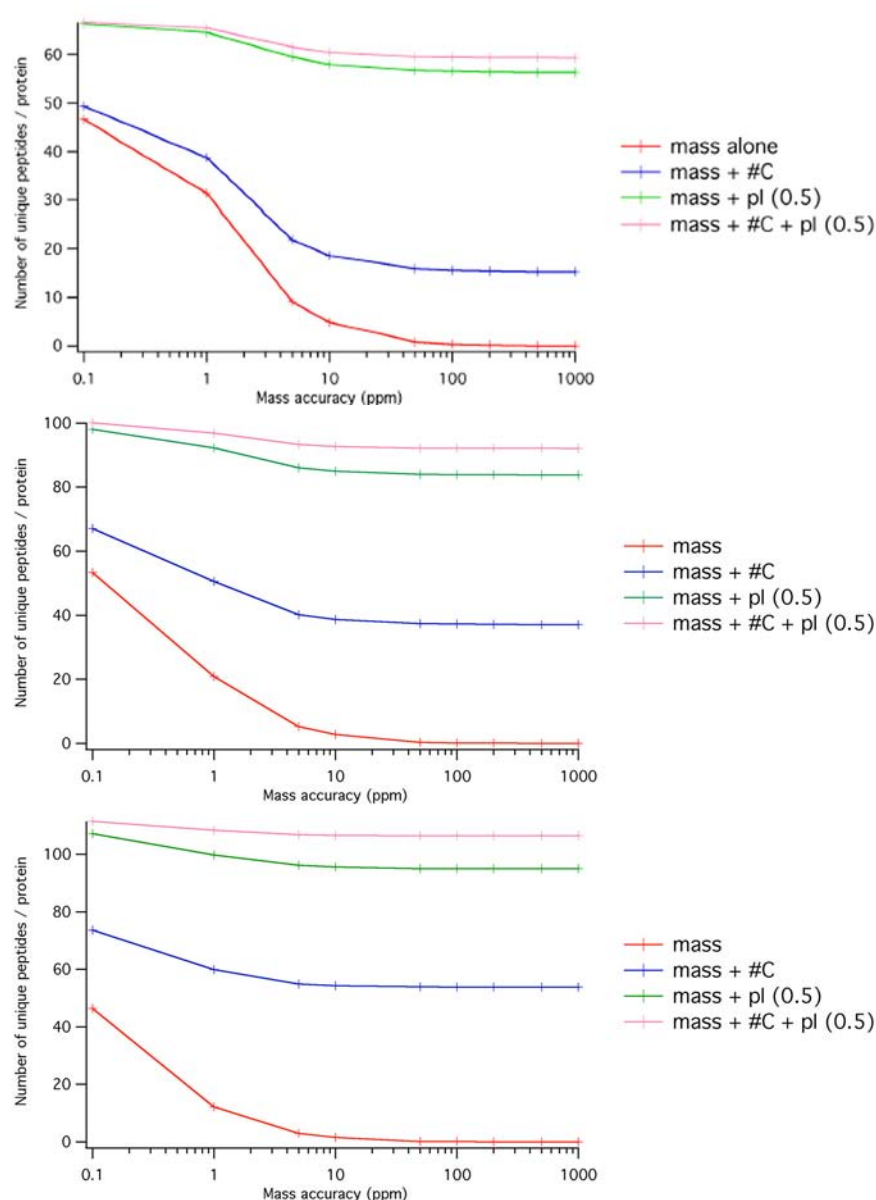 Number of unique peptides / protein
60
50
40
30
20
10
0
0.1 1 10 100 1000
Mass accuracy (ppm)
mass alone
mass + #C
mass + pI (0.5)
mass + #C + pI (0.5)
Number of unique peptides / protein
100
80
60
40
20
0
0.1 1 10 100 1000
Mass accuracy (ppm)
mass
mass + #C
mass + pI (0.5)
mass + #C + pI (0.5)
Number of unique peptides / protein
100
80
60
40
20
0
0.1 1 10 100 1000
Mass accuracy (ppm)
mass
mass + #C
mass + pI (0.5)
mass + #C + pI (0.5)